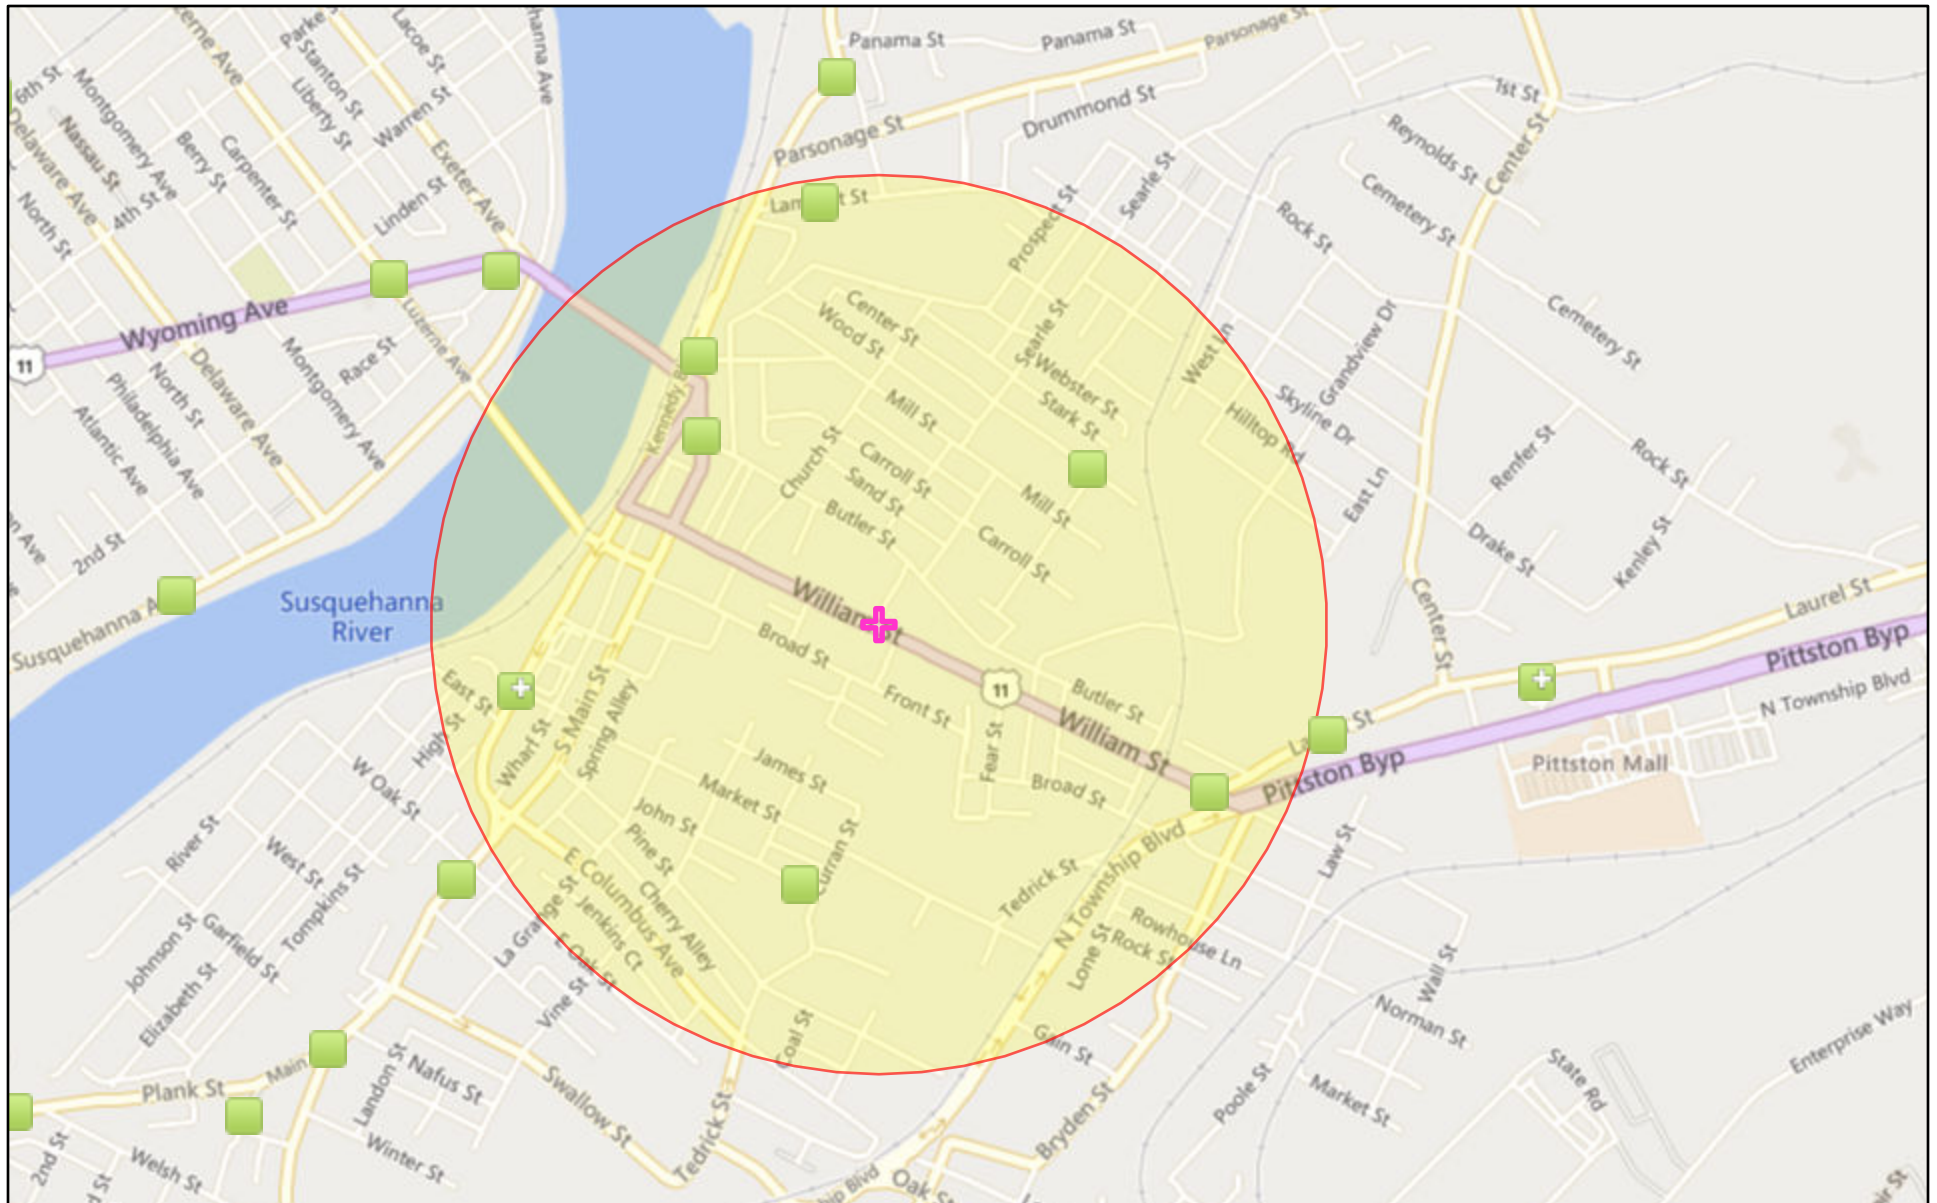 Panama St
Panama St
Parsonage St
Parke
Lacoe St
Stanton St
Liberty St
Warren St
6th St
Montgomery Ave
Nassau St
Berry St
Carpenter St
Exeter Ave
Linden St
Delaware Ave
4th St
North St
Parsonage St
Drummond St
1st St
Center St
Reynolds St
Cemetery St
Searle St
Prospect St
Rock St
Wyoming Ave
11
Luzerne Ave
Race St
Montgomery Ave
Delaware Ave
North St
Philadelphia Ave
Atlantic Ave
2nd St
Center St
Wood St
Searle St
Webster St
Stark St
West Ln
Grandview Dr
Cemetery St
Skyline Dr
Hilltop Rd
Mill St
Church St
Carroll St
Sand St
Butler St
Mill St
Carroll St
East Ln
Renfer St
Rock St
Drake St
Kenley St
Susquehanna
River
Susquehanna A
William St
Broad St
Front St
11
Butler St
William St
Fear St
Broad St
Center St
Laurel St
Pittston Byp
N Township Blvd
Pittston Mall
Pittston Byp
East St
High St
Wharf St
S Main St
Spring Alley
W Oak St
James St
Market St
John St
Pine St
Curran St
River St
West St
Tompkins St
E Columbus Ave
Cherry Alley
La Grange St
Jenkins Ct
E Oak St
Vine St
Johnson St
Garfield St
Elizabeth St
Tedrick St
N Township Blvd
Lone St
Rowhouse Ln
Rock St
Law St
Wall St
Norman St
Coal St
Gain St
Plank St
Main
Landon St
Nafus St
Winter St
Swallow St
Tedrick St
Bryden St
Poole St
Market St
State Rd
Enterprise Way
2nd St
Welsh St
Oak St